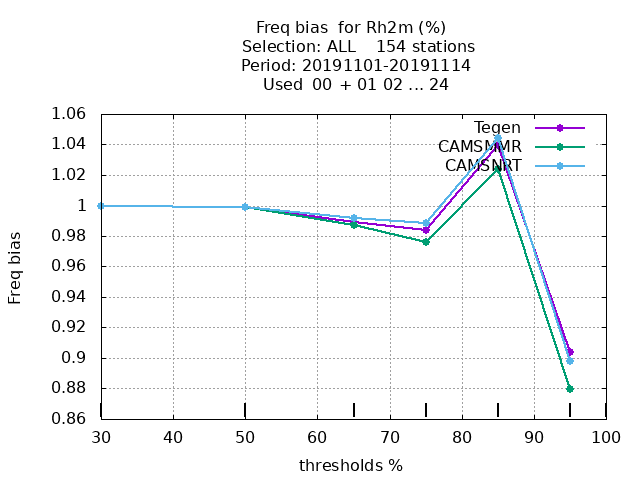 Freq bias  for Rh2m (%)
Selection: ALL    154 stations
Period: 20191101-20191114
Used  00  + 01 02 ... 24
1.06
1.04
1.02
1
0.98
0.96
0.94
0.92
0.9
0.88
0.86
Freq bias
Tegen
CAMSMMR
CAMSNRT
30 40 50 60 70 80 90 100
thresholds %